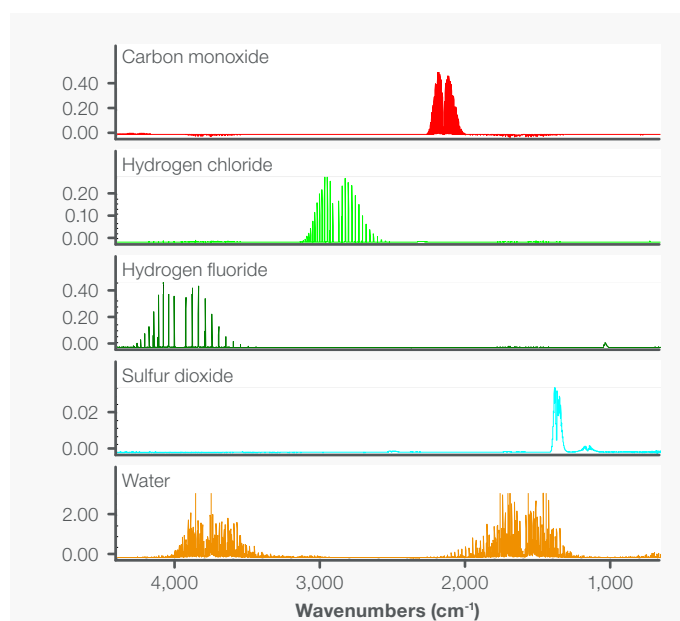 Carbon monoxide
0.40
0.20
0.00
Hydrogen chloride
0.20
0.10
0.00
Hydrogen fluoride
0.40
0.20
0.00
Sulfur dioxide
0.02
0.00
Water
2.00
0.00
4,000 3,000 2,000 1,000
Wavenumbers (cm⁻¹)